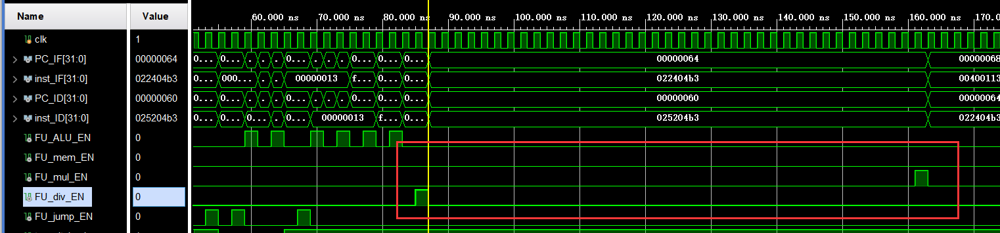 Name Value 60.000 ns 70.000 ns 80.000 ns 90.000 ns 100.000 ns 110.000 ns 120.000 ns 130.000 ns 140.000 ns 150.000 ns 160.000 ns 170.0
clk 1
PC_IF[31:0] 00000064 0... 0... . . . 0... . . . 0... 0... 0... 00000064 00000068
inst_IF[31:0] 022404b3 0... 000... . . 00000013 f... 0... 022404b3 00400113
PC_ID[31:0] 00000060 0... 0... 0... . . 0... . . . 0... 0... 0... 00000060 00000064
inst_ID[31:0] 025204b3 0... 0... 0... . . 0... 00000013 f... 0... 025204b3 022404b3
FU_ALU_EN 0
FU_mem_EN 0
FU_mul_EN 0
FU_div_EN 0
FU_jump_EN 0